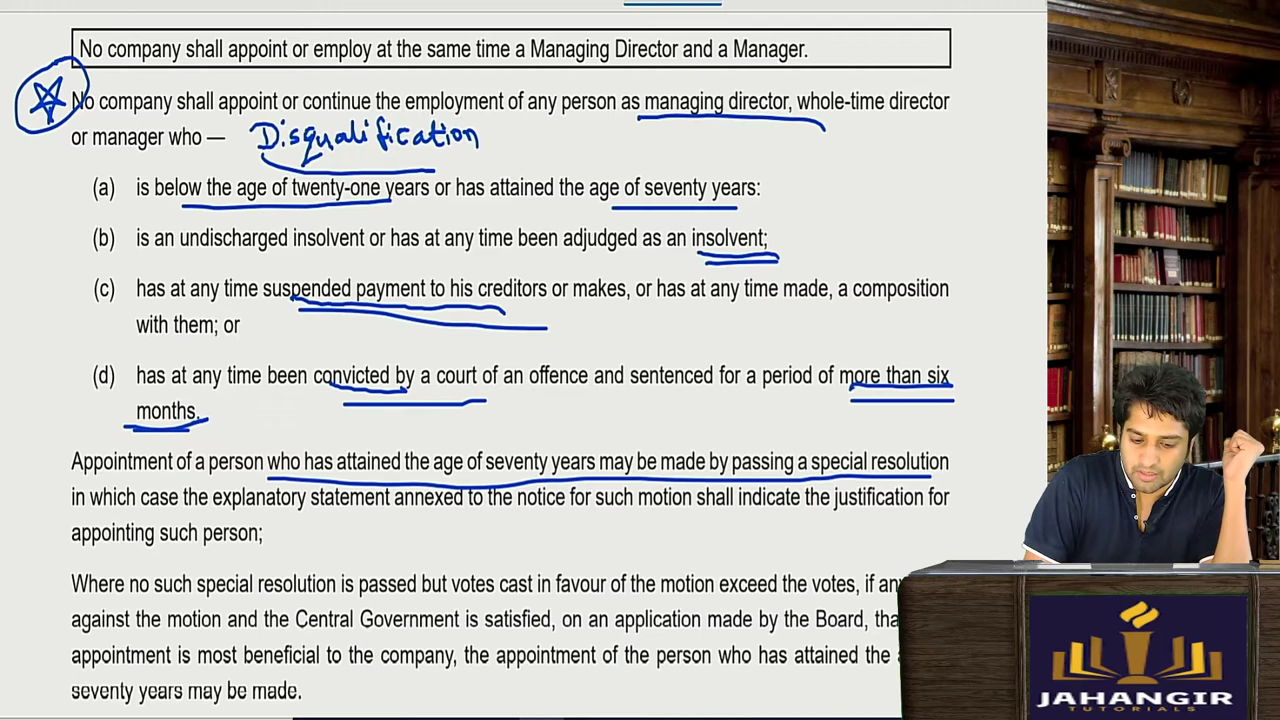 No company shall appoint or employ at the same time a Managing Director and a Manager.
No company shall appoint or continue the employment of any person as managing director, whole-time director
or manager who —
Disqualification
(a) is below the age of twenty-one years or has attained the age of seventy years:
(b) is an undischarged insolvent or has at any time been adjudged as an insolvent;
(c) has at any time suspended payment to his creditors or makes, or has at any time made, a composition
with them; or
(d) has at any time been convicted by a court of an offence and sentenced for a period of more than six
months.
Appointment of a person who has attained the age of seventy years may be made by passing a special resolution
in which case the explanatory statement annexed to the notice for such motion shall indicate the justification for
appointing such person;
Where no such special resolution is passed but votes cast in favour of the motion exceed the votes, if
against the motion and the Central Government is satisfied, on an application made by the Board,
appointment is most beneficial to the company, the appointment of the person who has attained the
seventy years may be made.
JAHANGIR
TUTORIALS